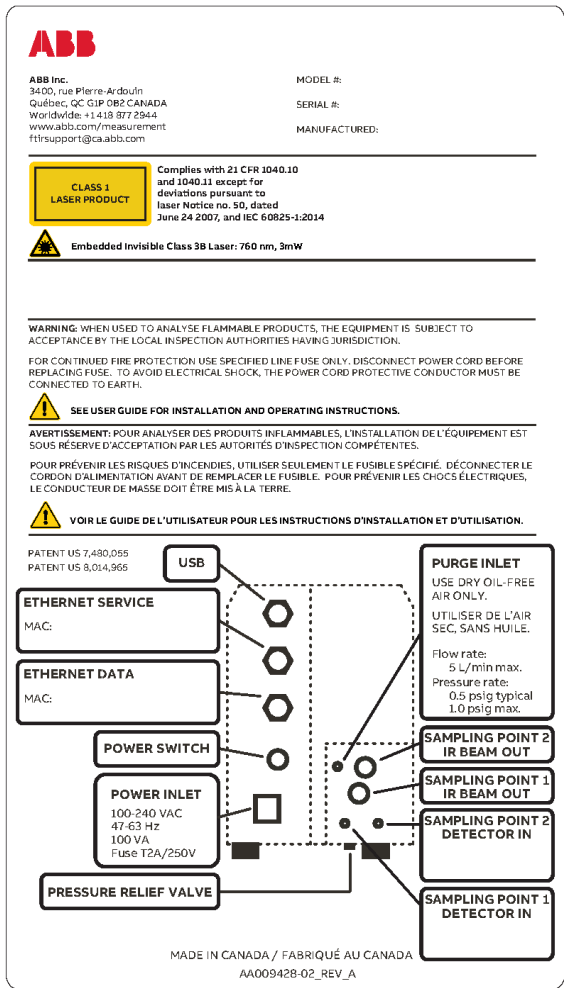 ABB
ABB Inc.
3400, rue Pierre-Ardouin
Québec, QC G1P 0B2 CANADA
Worldwide: +1 418 877 2944
www.abb.com/measurement
ftirsupport@ca.abb.com
MODEL #:
SERIAL #:
MANUFACTURED:
CLASS 1
LASER PRODUCT
Complies with 21 CFR 1040.10
and 1040.11 except for
deviations pursuant to
laser Notice no. 50, dated
June 24 2007, and IEC 60825-1:2014
Embedded Invisible Class 3B Laser: 760 nm, 3mW
WARNING: WHEN USED TO ANALYSE FLAMMABLE PRODUCTS, THE EQUIPMENT IS SUBJECT TO
ACCEPTANCE BY THE LOCAL INSPECTION AUTHORITIES HAVING JURISDICTION.
FOR CONTINUED FIRE PROTECTION USE SPECIFIED LINE FUSE ONLY. DISCONNECT POWER CORD BEFORE
REPLACING FUSE. TO AVOID ELECTRICAL SHOCK, THE POWER CORD PROTECTIVE CONDUCTOR MUST BE
CONNECTED TO EARTH.
SEE USER GUIDE FOR INSTALLATION AND OPERATING INSTRUCTIONS.
AVERTISSEMENT: POUR ANALYSER DES PRODUITS INFLAMMABLES, L'INSTALLATION DE L'ÉQUIPEMENT EST
SOUS RÉSERVE D'ACCEPTATION PAR LES AUTORITÉS D'INSPECTION COMPÉTENTES.
POUR PRÉVENIR LES RISQUES D'INCENDIES, UTILISER SEULEMENT LE FUSIBLE SPÉCIFIÉ. DÉCONNECTER LE
CORDON D'ALIMENTATION AVANT DE REMPLACER LE FUSIBLE. POUR PRÉVENIR LES CHOCS ÉLECTRIQUES,
LE CONDUCTEUR DE MASSE DOIT ÊTRE MIS À LA TERRE.
VOIR LE GUIDE DE L'UTILISATEUR POUR LES INSTRUCTIONS D'INSTALLATION ET D'UTILISATION.
PATENT US 7,480,055
PATENT US 8,014,965
USB
ETHERNET SERVICE
MAC:
ETHERNET DATA
MAC:
POWER SWITCH
POWER INLET
100-240 VAC
47-63 Hz
100 VA
Fuse T2A/250V
PRESSURE RELIEF VALVE
PURGE INLET
USE DRY OIL-FREE
AIR ONLY.
UTILISER DE L'AIR
SEC, SANS HUILE.
Flow rate:
5 L/min max.
Pressure rate:
0.5 psig typical
1.0 psig max.
SAMPLING POINT 2
IR BEAM OUT
SAMPLING POINT 1
IR BEAM OUT
SAMPLING POINT 2
DETECTOR IN
SAMPLING POINT 1
DETECTOR IN
MADE IN CANADA / FABRIQUÉ AU CANADA
AA009428-02_REV_A